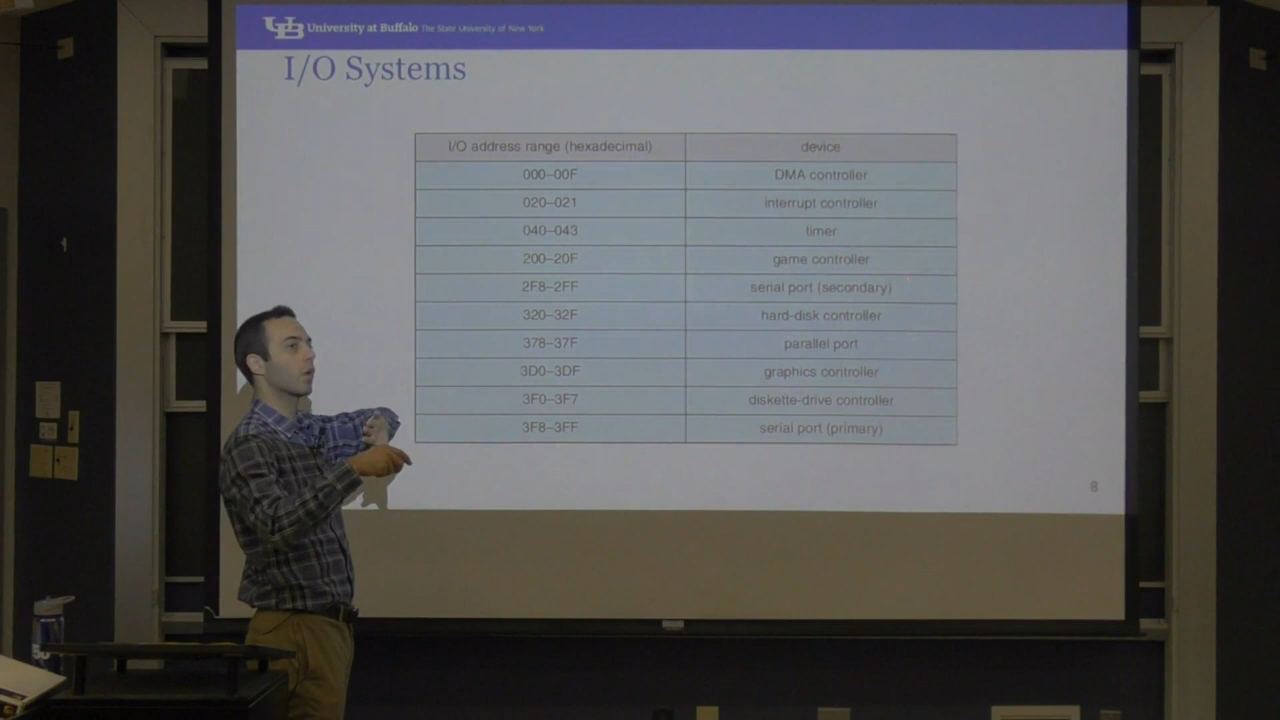 UB University at Buffalo The State University of New York
I/O Systems
I/O address range (hexadecimal) device
000–00F DMA controller
020–021 interrupt controller
040–043 timer
200–20F game controller
2F8–2FF serial port (secondary)
320–32F hard-disk controller
378–37F parallel port
3D0–3DF graphics controller
3F0–3F7 diskette-drive controller
3F8–3FF serial port (primary)
8